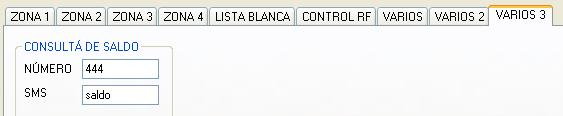 ZONA 1 ZONA 2 ZONA 3 ZONA 4 LISTA BLANCA CONTROL RF VARIOS VARIOS 2 VARIOS 3
CONSULTÁ DE SALDO
NÚMERO 444
SMS saldo